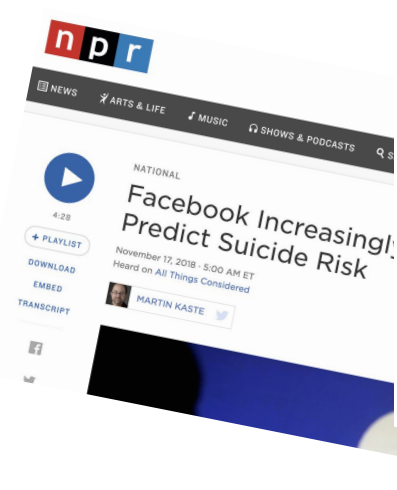 npr
NEWS
ARTS & LIFE
MUSIC
SHOWS & PODCASTS
NATIONAL
Facebook Increasingly
Predict Suicide Risk
November 17, 2018 · 5:00 AM ET
Heard on All Things Considered
MARTIN KASTE
4:28
+ PLAYLIST
DOWNLOAD
EMBED
TRANSCRIPT